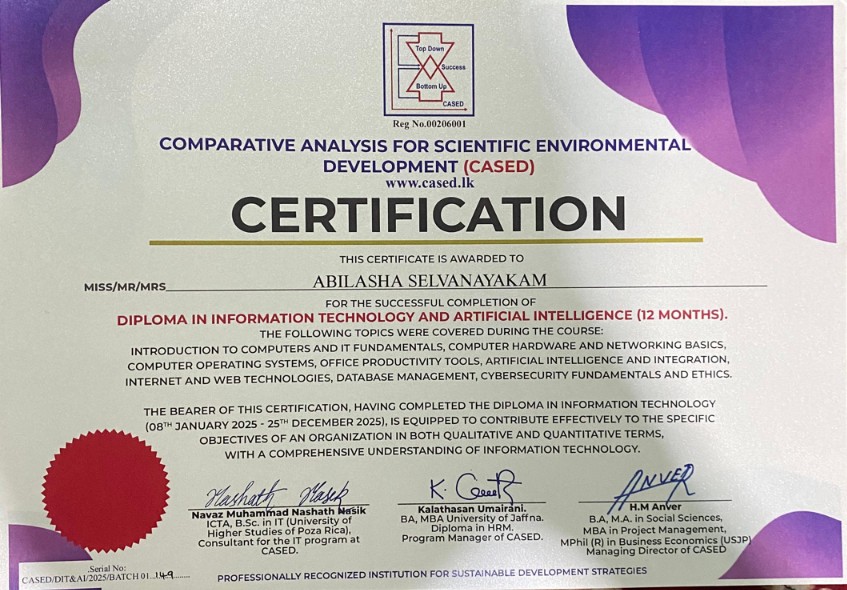 Top Down
Success
Bottom Up
CASED
Reg No.00206001
COMPARATIVE ANALYSIS FOR SCIENTIFIC ENVIRONMENTAL
DEVELOPMENT (CASED)
www.cased.lk
CERTIFICATION
THIS CERTIFICATE IS AWARDED TO
MISS/MR/MRS ABILASHA SELVANAYAKAM
FOR THE SUCCESSFUL COMPLETION OF
DIPLOMA IN INFORMATION TECHNOLOGY AND ARTIFICIAL INTELLIGENCE (12 MONTHS).
THE FOLLOWING TOPICS WERE COVERED DURING THE COURSE:
INTRODUCTION TO COMPUTERS AND IT FUNDAMENTALS, COMPUTER HARDWARE AND NETWORKING BASICS,
COMPUTER OPERATING SYSTEMS, OFFICE PRODUCTIVITY TOOLS, ARTIFICIAL INTELLIGENCE AND INTEGRATION,
INTERNET AND WEB TECHNOLOGIES, DATABASE MANAGEMENT, CYBERSECURITY FUNDAMENTALS AND ETHICS.
THE BEARER OF THIS CERTIFICATION, HAVING COMPLETED THE DIPLOMA IN INFORMATION TECHNOLOGY
(08TH JANUARY 2025 - 25TH DECEMBER 2025), IS EQUIPPED TO CONTRIBUTE EFFECTIVELY TO THE SPECIFIC
OBJECTIVES OF AN ORGANIZATION IN BOTH QUALITATIVE AND QUANTITATIVE TERMS,
WITH A COMPREHENSIVE UNDERSTANDING OF INFORMATION TECHNOLOGY.
Nashath Nasik
Navaz Muhammad Nashath Nasik
ICTA, B.Sc. in IT (University of
Higher Studies of Poza Rica),
Consultant for the IT program at
CASED.
K.
Kalathasan Umairani.
BA, MBA University of Jaffna.
Diploma in HRM.
Program Manager of CASED.
ANVER
H.M Anver
B.A, M.A. in Social Sciences,
MBA in Project Management,
MPhil (R) in Business Economics (USJP)
Managing Director of CASED
.Serial No:
CASED/DIT&AI/2025/BATCH 01...149........
PROFESSIONALLY RECOGNIZED INSTITUTION FOR SUSTAINABLE DEVELOPMENT STRATEGIES